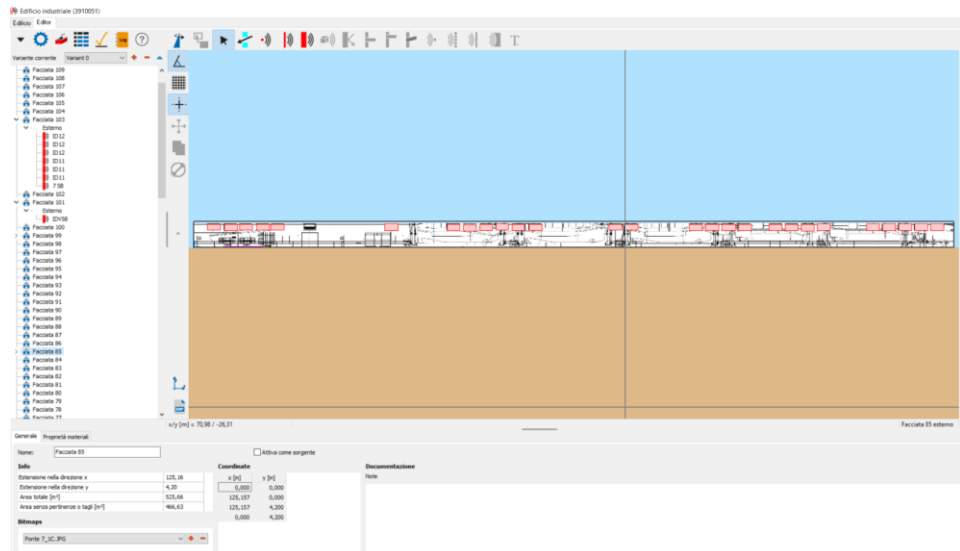 Edificio industriale (3910051)
Edificio Editor
Variante corrente Variant 0
Facciata 109
Facciata 108
Facciata 107
Facciata 106
Facciata 105
Facciata 104
Facciata 103
Esterno
ID12
ID12
ID12
ID11
ID11
ID11
7 SB
Facciata 102
Facciata 101
Esterno
Facciata 100
Facciata 99
Facciata 98
Facciata 97
Facciata 96
Facciata 95
Facciata 94
Facciata 93
Facciata 92
Facciata 91
Facciata 90
Facciata 89
Facciata 88
Facciata 87
Facciata 86
Facciata 85
Facciata 84
Facciata 83
Facciata 82
Facciata 81
Facciata 80
Facciata 79
Facciata 78
Facciata 77
x/y [m] = 70,98 / -26,31
Facciata 85 esterno
Generale Proprietà materiali
Nome: Facciata 85
Attiva come sorgente
Info
Estensione nella direzione x 125,16
Estensione nella direzione y 4,20
Area totale [m²] 525,66
Area senza pertinenze o tagli [m²] 466,63
Bitmaps
Ponte 7_1C.JPG
Coordinate
x [m] y [m]
0,000 0,000
125,157 0,000
125,157 4,200
0,000 4,200
Documentazione
Note